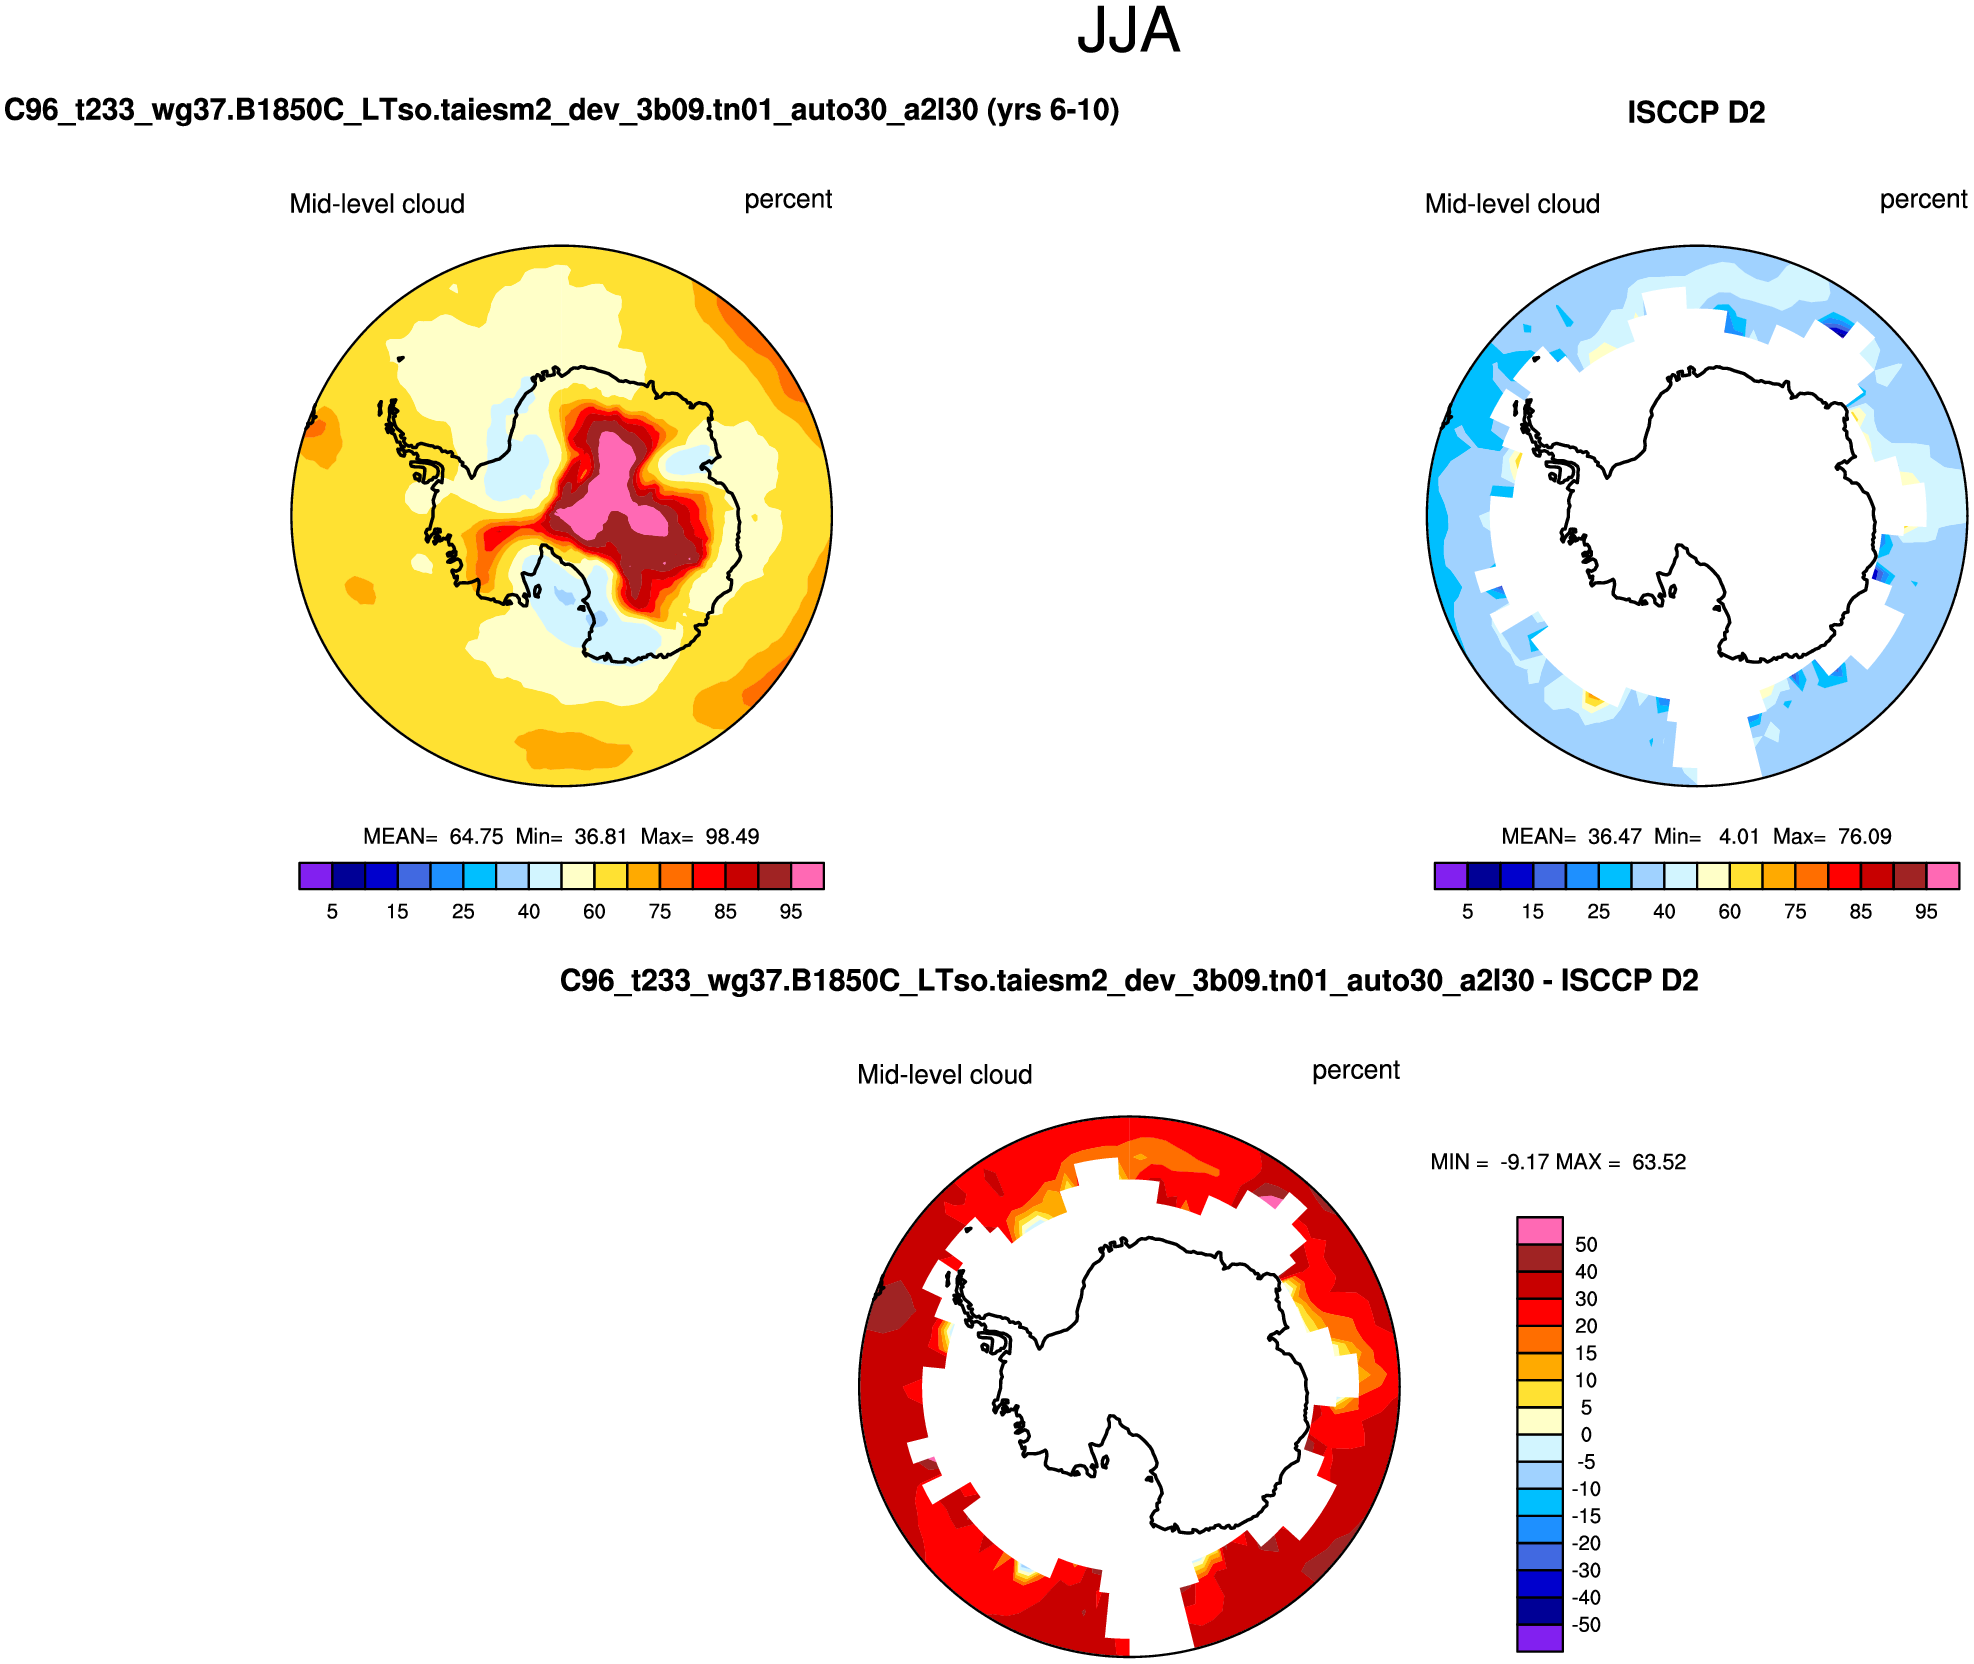 JJA
C96_t233_wg37.B1850C_LTso.taiesm2_dev_3b09.tn01_auto30_a2l30 (yrs 6-10)
ISCCP D2
Mid-level cloud percent
Mid-level cloud percent
MEAN= 64.75 Min= 36.81 Max= 98.49
MEAN= 36.47 Min= 4.01 Max= 76.09
5 15 25 40 60 75 85 95
5 15 25 40 60 75 85 95
C96_t233_wg37.B1850C_LTso.taiesm2_dev_3b09.tn01_auto30_a2l30 - ISCCP D2
Mid-level cloud percent
MIN = -9.17 MAX = 63.52
50
40
30
20
15
10
5
0
-5
-10
-15
-20
-30
-40
-50